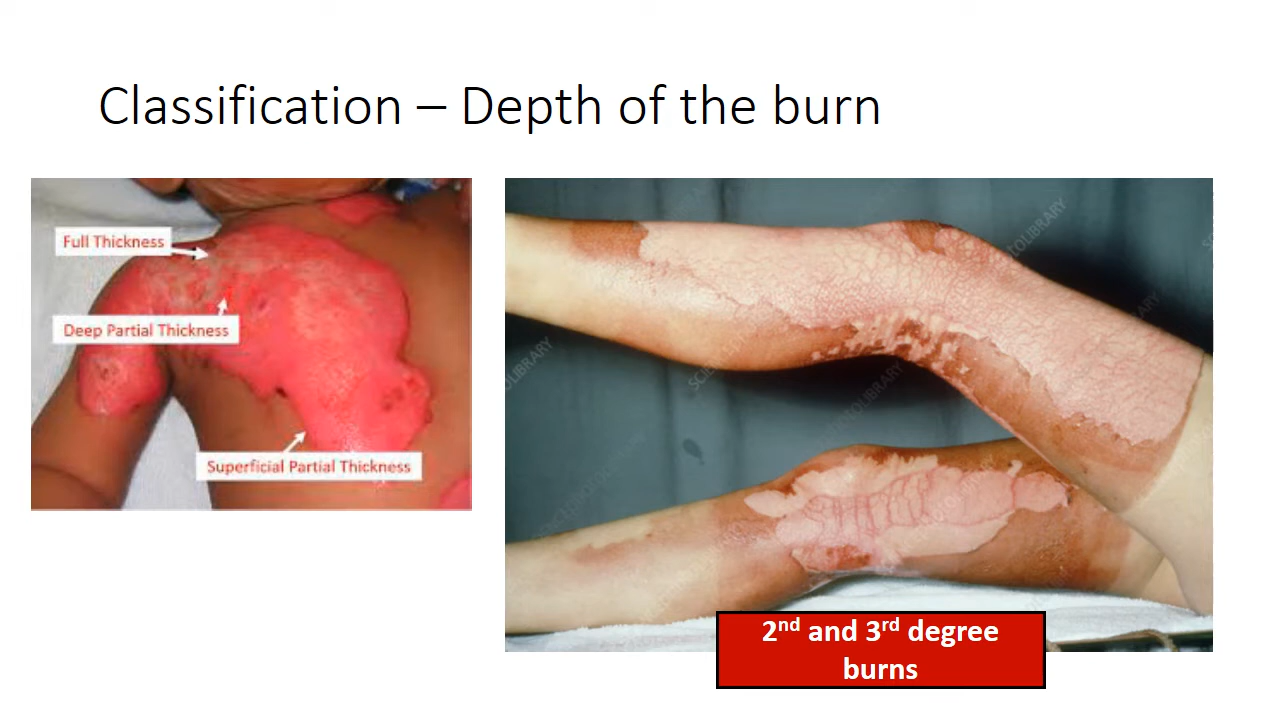 Classification – Depth of the burn
Full Thickness
Deep Partial Thickness
Superficial Partial Thickness
2nd and 3rd degree
burns